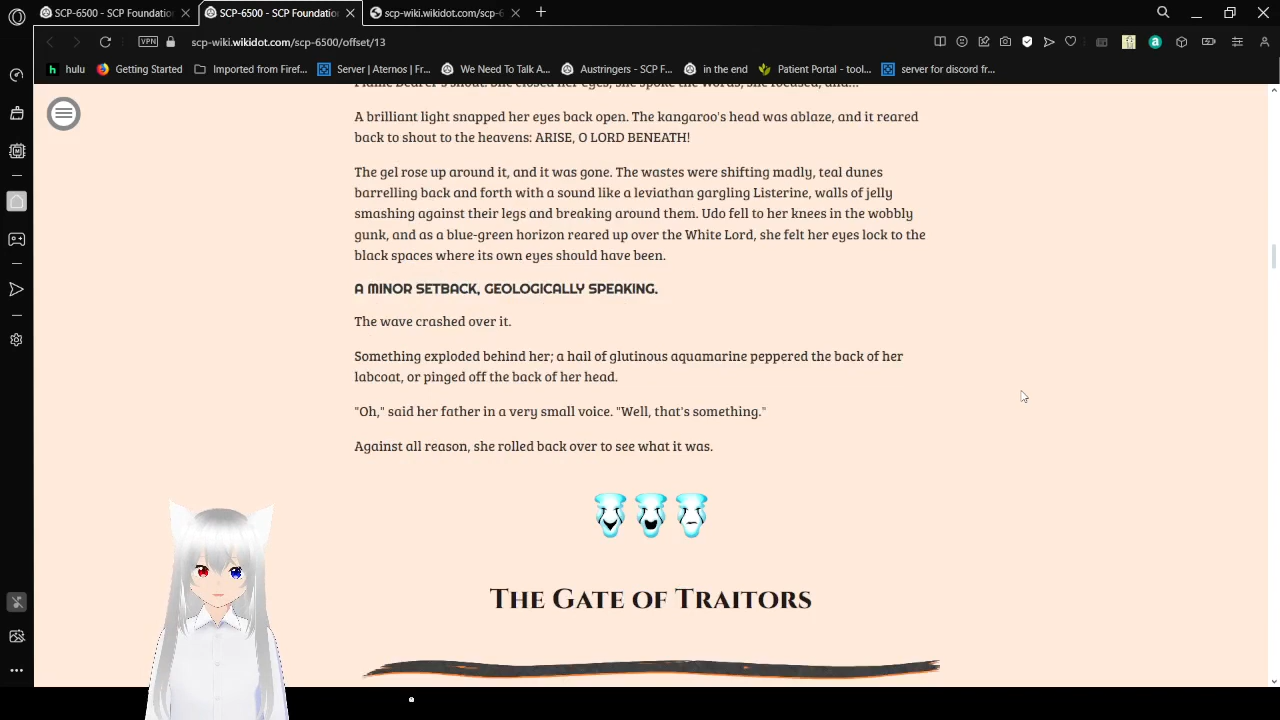 SCP-6500 - SCP Foundatio
SCP-6500 - SCP Foundatio
scp-wiki.wikidot.com/scp-6
VPN
scp-wiki.wikidot.com/scp-6500/offset/13
hulu
Getting Started
Imported from Firef...
Server | Aternos | Fr...
We Need To Talk A...
Austringers - SCP F...
in the end
Patient Portal - tool...
server for discord fr...
A brilliant light snapped her eyes back open. The kangaroo's head was ablaze, and it reared
back to shout to the heavens: ARISE, O LORD BENEATH!
The gel rose up around it, and it was gone. The wastes were shifting madly, teal dunes
barrelling back and forth with a sound like a leviathan gargling Listerine, walls of jelly
smashing against their legs and breaking around them. Udo fell to her knees in the wobbly
gunk, and as a blue-green horizon reared up over the White Lord, she felt her eyes lock to the
black spaces where its own eyes should have been.
A MINOR SETBACK, GEOLOGICALLY SPEAKING.
The wave crashed over it.
Something exploded behind her; a hail of glutinous aquamarine peppered the back of her
labcoat, or pinged off the back of her head.
"Oh," said her father in a very small voice. "Well, that's something."
Against all reason, she rolled back over to see what it was.
The Gate of Traitors